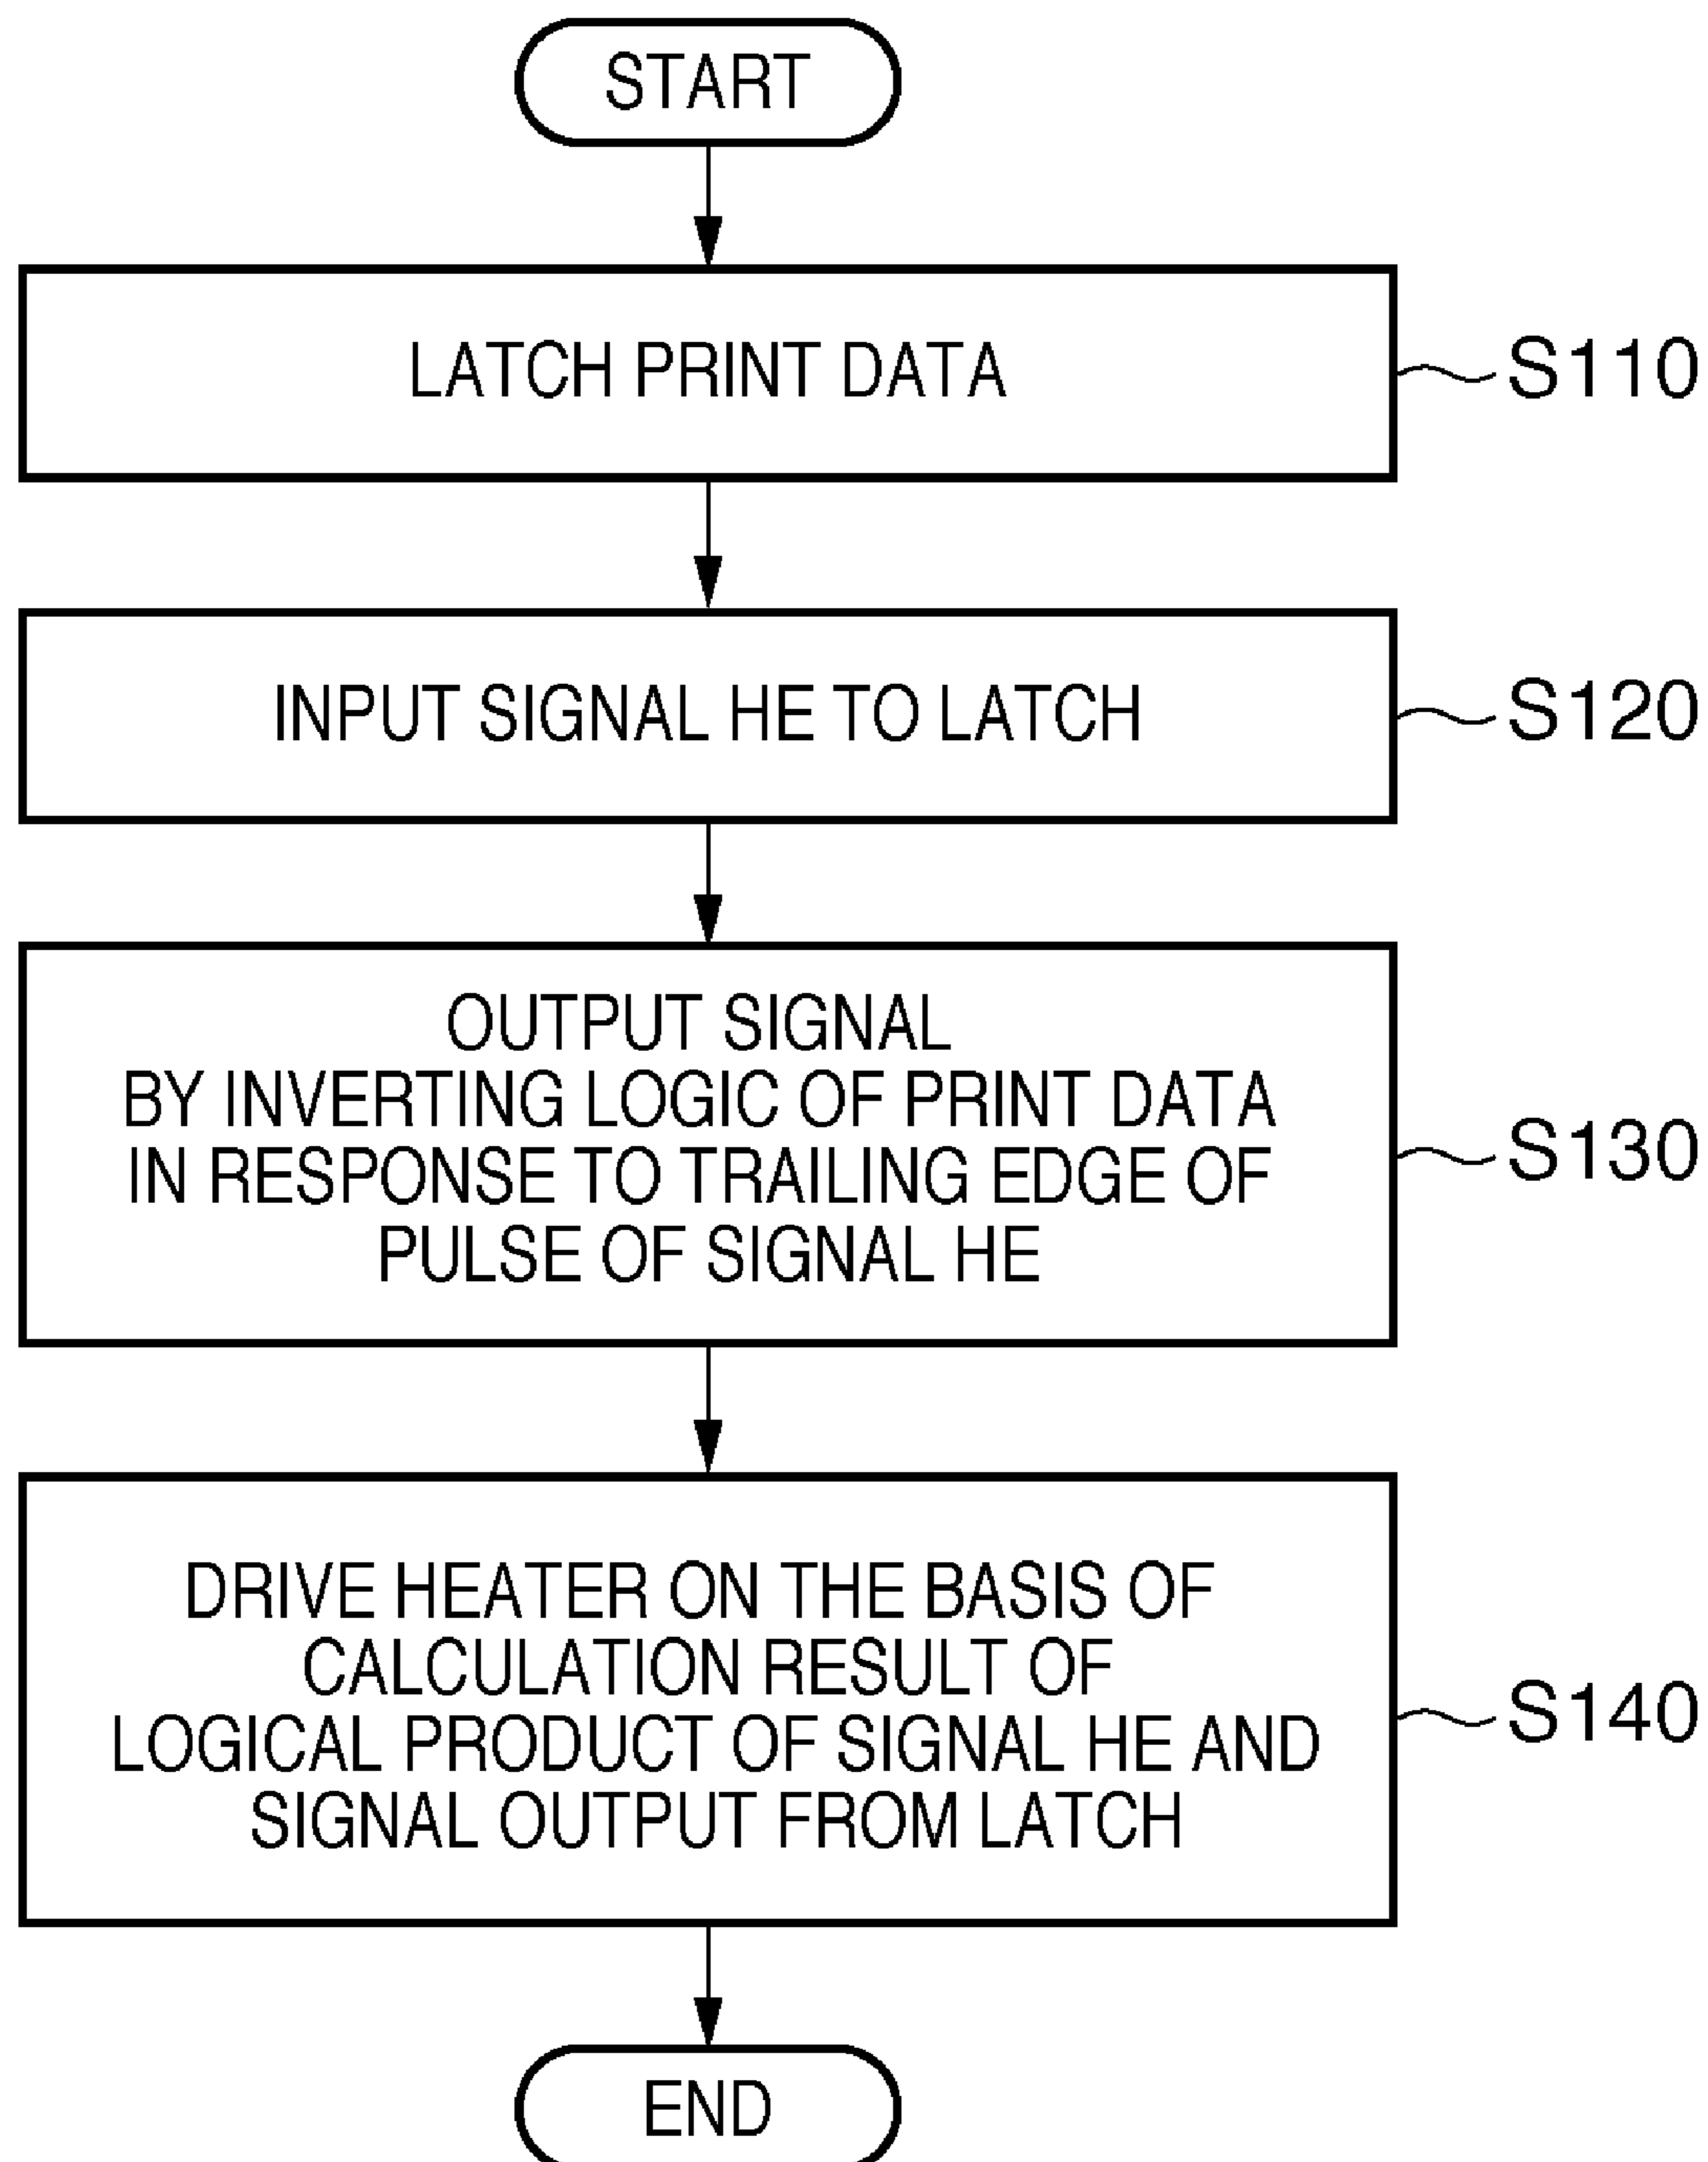 START
LATCH PRINT DATA
S110
INPUT SIGNAL HE TO LATCH
S120
OUTPUT SIGNAL
BY INVERTING LOGIC OF PRINT DATA
IN RESPONSE TO TRAILING EDGE OF
PULSE OF SIGNAL HE
S130
DRIVE HEATER ON THE BASIS OF
CALCULATION RESULT OF
LOGICAL PRODUCT OF SIGNAL HE AND
SIGNAL OUTPUT FROM LATCH
S140
END